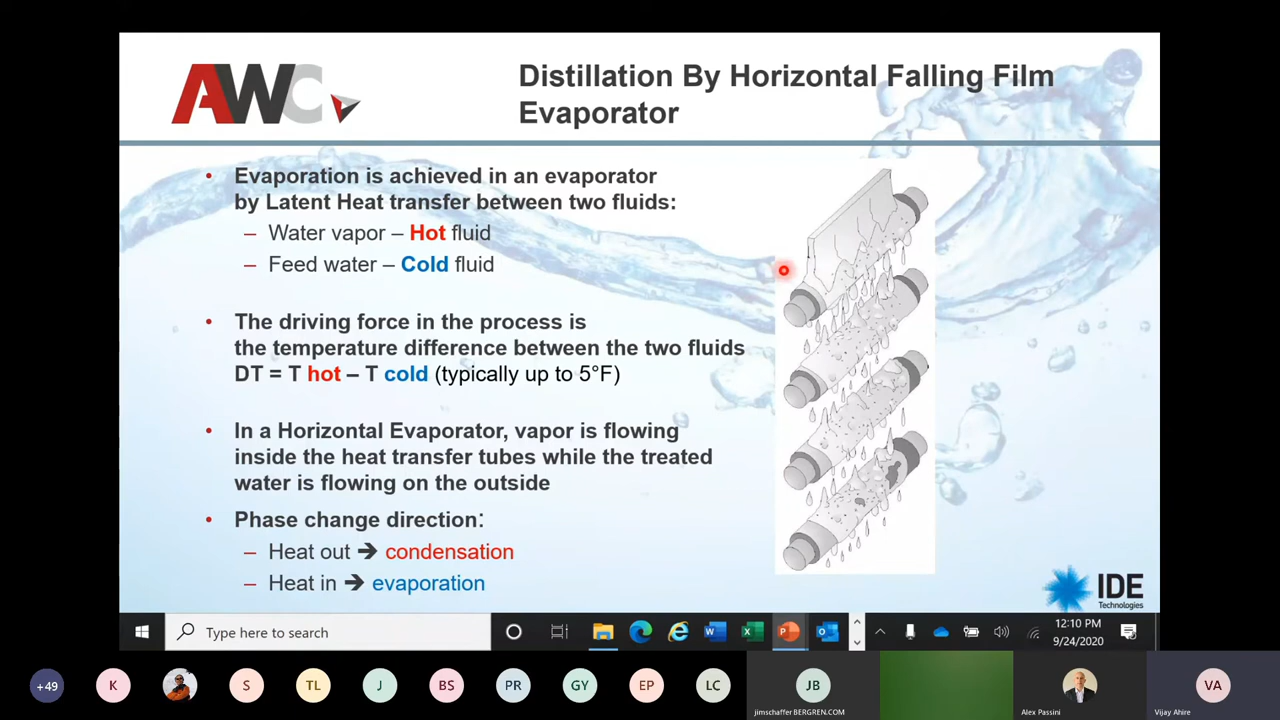 AWC
Distillation By Horizontal Falling Film
Evaporator
• Evaporation is achieved in an evaporator
by Latent Heat transfer between two fluids:
– Water vapor – Hot fluid
– Feed water – Cold fluid
• The driving force in the process is
the temperature difference between the two fluids
DT = T hot – T cold (typically up to 5°F)
• In a Horizontal Evaporator, vapor is flowing
inside the heat transfer tubes while the treated
water is flowing on the outside
• Phase change direction:
– Heat out ➔ condensation
– Heat in ➔ evaporation
IDE
Technologies
Type here to search
12:10 PM
9/24/2020
+49 K S TL J BS PR GY EP LC JB VA
jimschafferBERGREN.COM
Alex Passini
Vijay Ahire